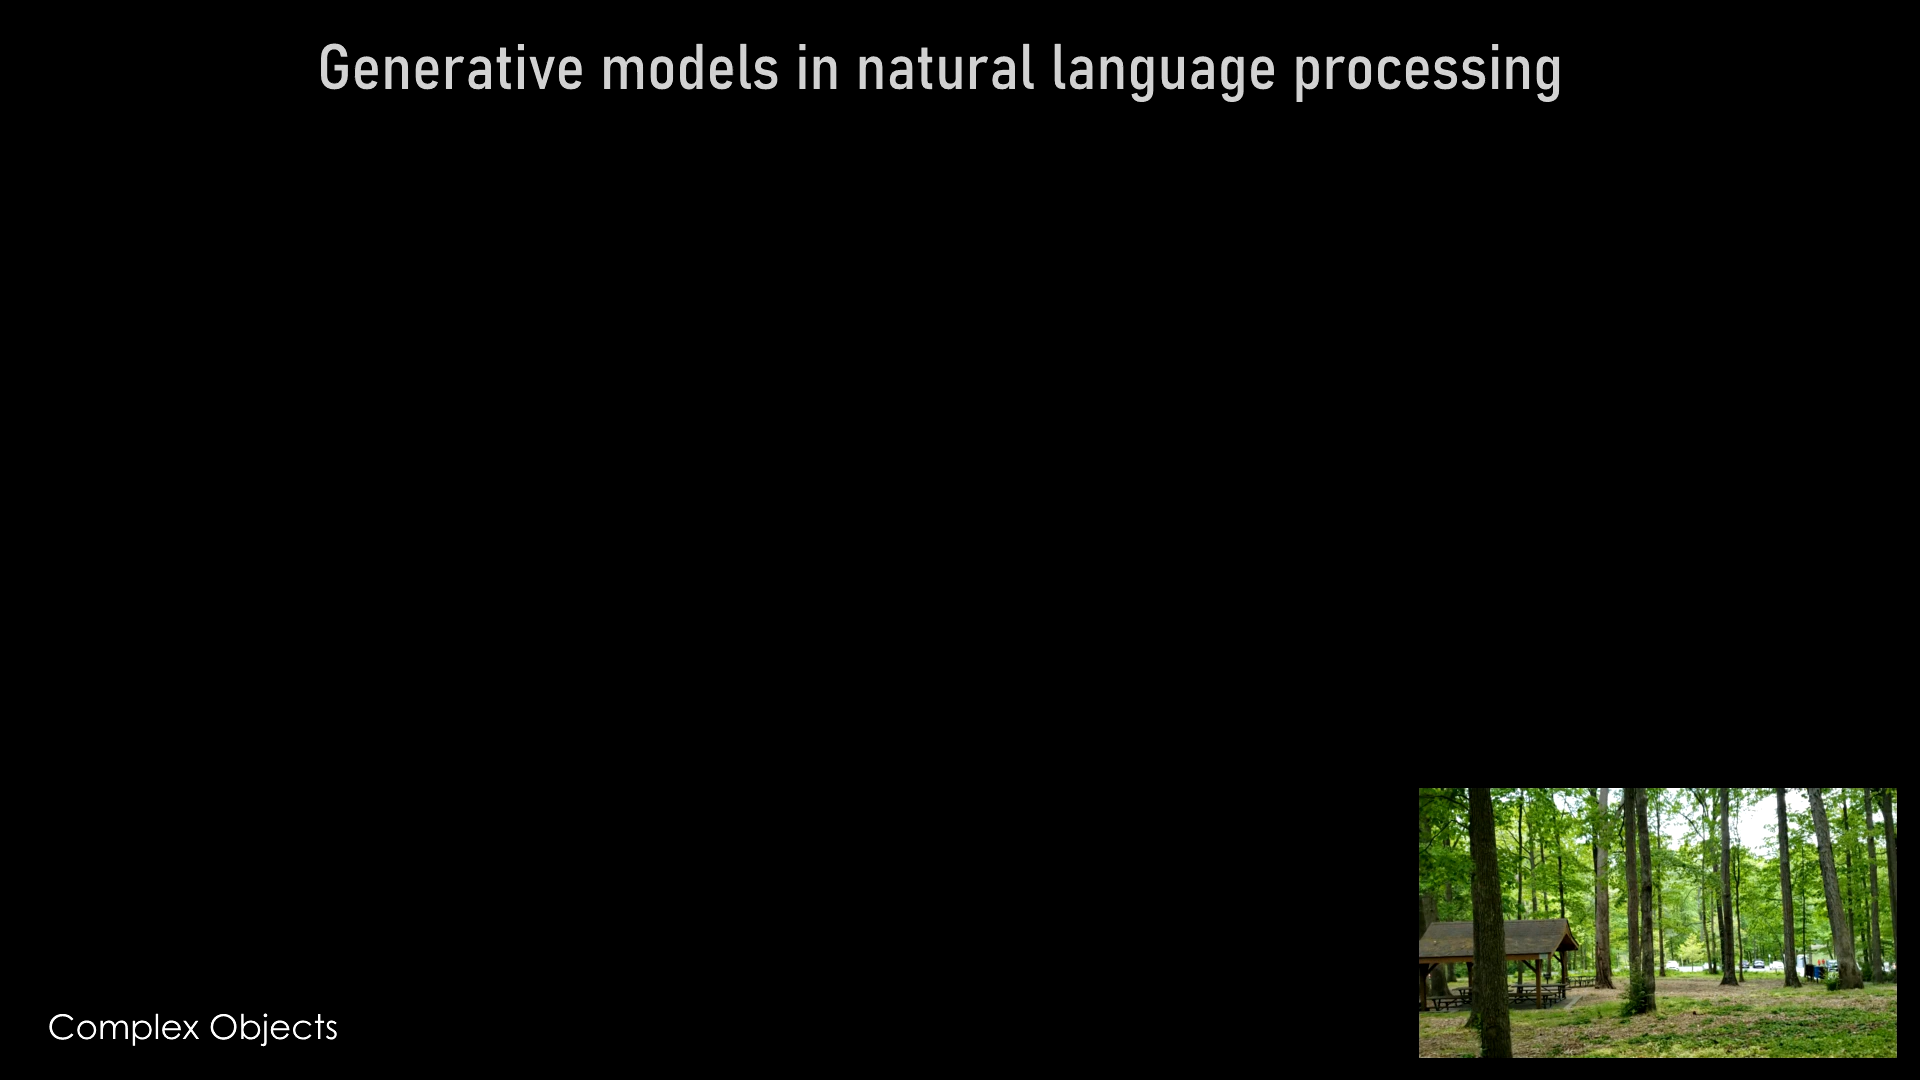 Generative models in natural language processing
Complex Objects